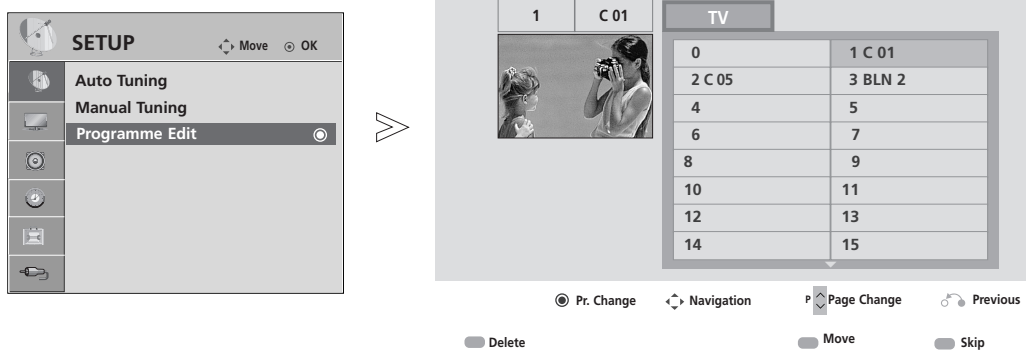 SETUP Move OK
Auto Tuning
Manual Tuning
Programme Edit
1 C 01 TV
0 1 C 01
2 C 05 3 BLN 2
4 5
6 7
8 9
10 11
12 13
14 15
Pr. Change Navigation P Page Change Previous
Delete Move Skip